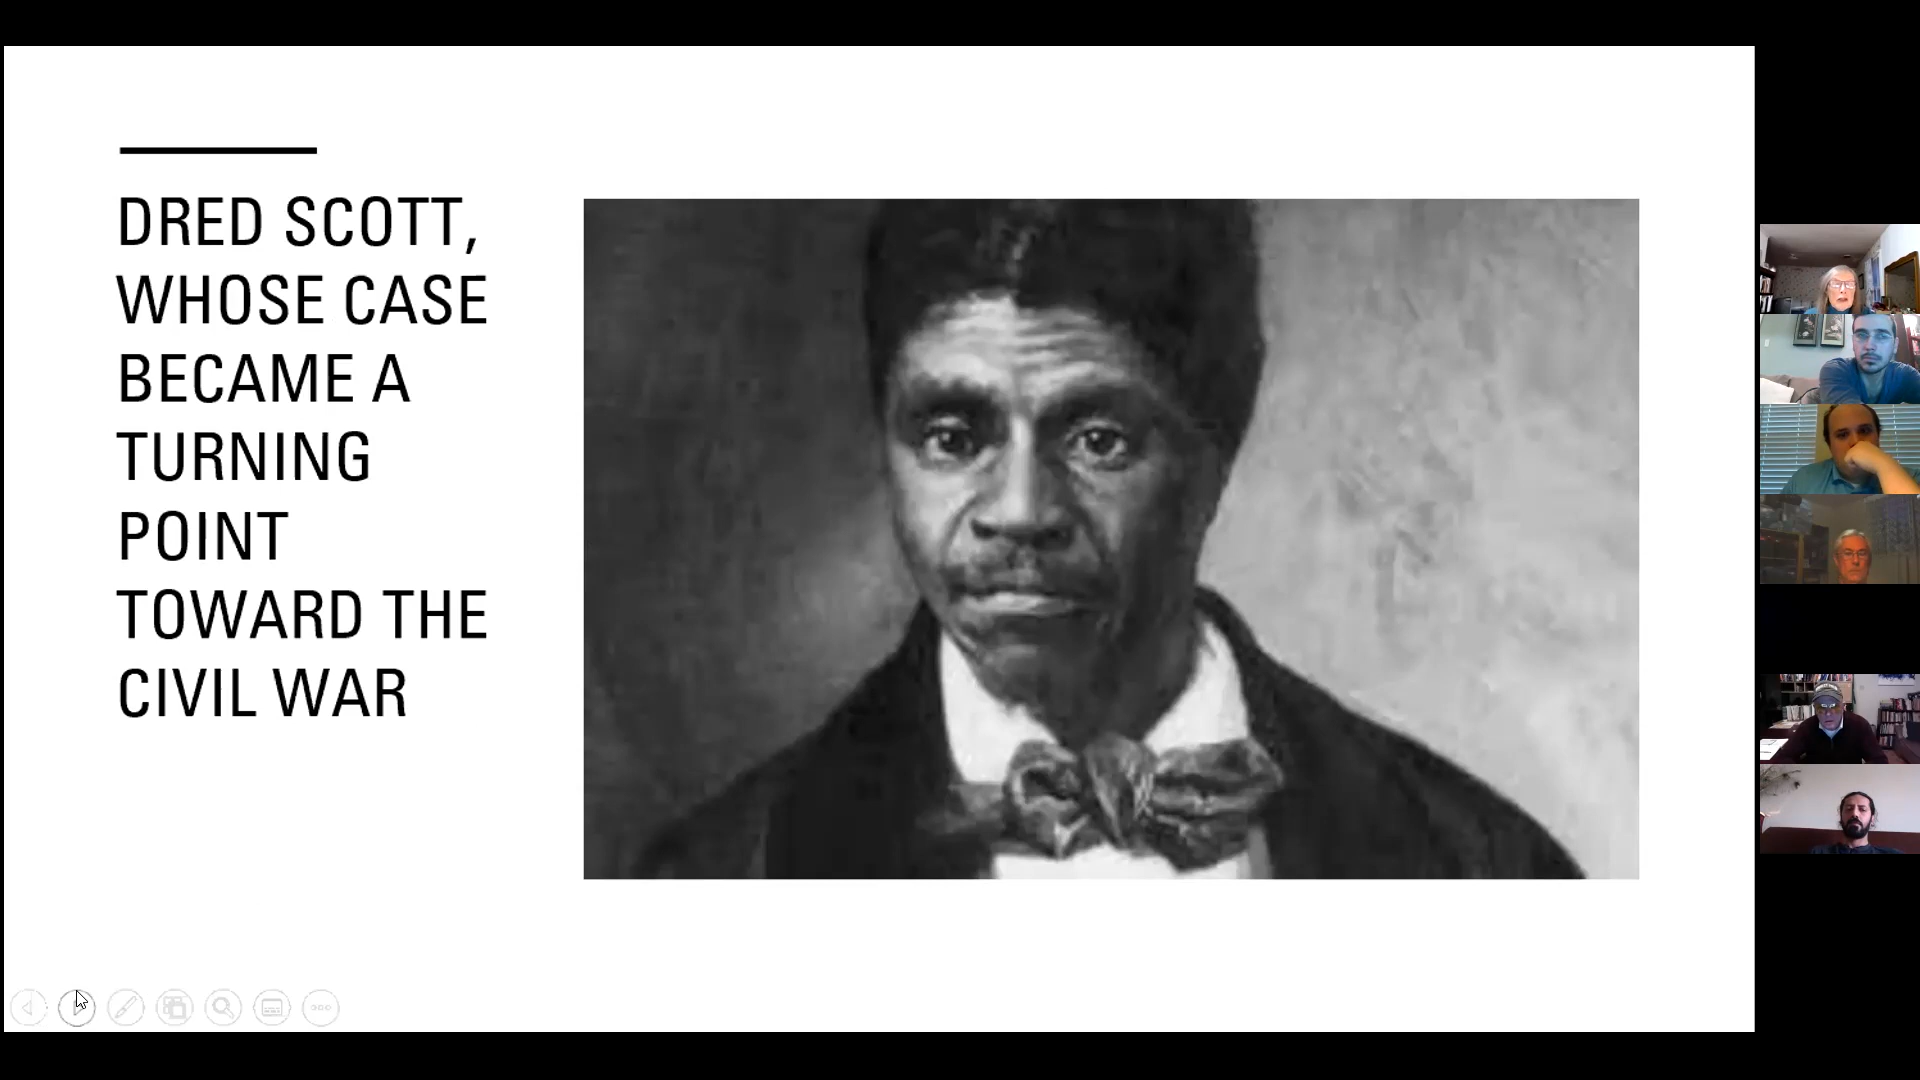 DRED SCOTT,
WHOSE CASE
BECAME A
TURNING
POINT
TOWARD THE
CIVIL WAR